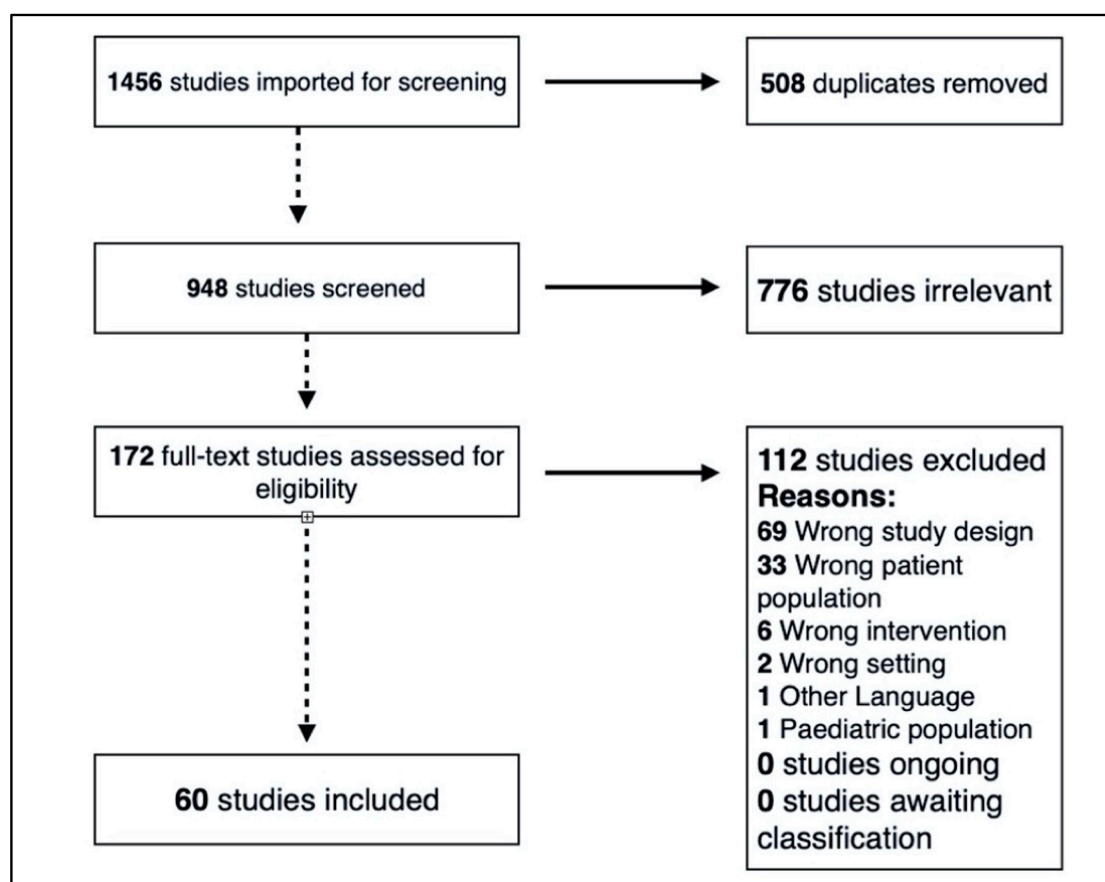 1456 studies imported for screening
508 duplicates removed
948 studies screened
776 studies irrelevant
172 full-text studies assessed for
eligibility
112 studies excluded
Reasons:
69 Wrong study design
33 Wrong patient
population
6 Wrong intervention
2 Wrong setting
1 Other Language
1 Paediatric population
0 studies ongoing
0 studies awaiting
classification
60 studies included